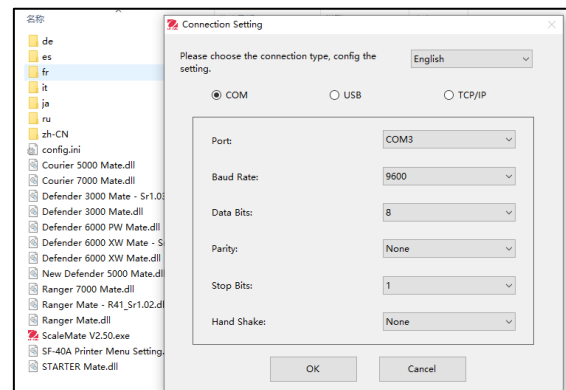 名称
de
es
fr
it
ja
ru
zh-CN
config.ini
Courier 5000 Mate.dll
Courier 7000 Mate.dll
Defender 3000 Mate - Sr1.03
Defender 3000 Mate.dll
Defender 6000 PW Mate.dll
Defender 6000 XW Mate - S
Defender 6000 XW Mate.dll
New Defender 5000 Mate.dl
Ranger 7000 Mate.dll
Ranger Mate - R41_Sr1.02.d
Ranger Mate.dll
ScaleMate V2.50.exe
SF-40A Printer Menu Setting.
STARTER Mate.dll
Connection Setting
Please choose the connection type, config the
setting.
English
COM USB TCP/IP
Port: COM3
Baud Rate: 9600
Data Bits: 8
Parity: None
Stop Bits: 1
Hand Shake: None
OK Cancel